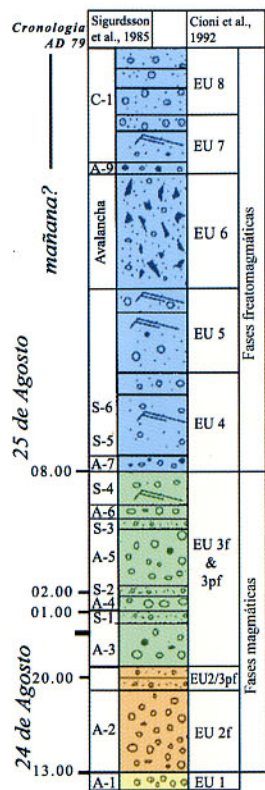 Cronologia
AD 79
Sigurdsson
et al., 1985
Cioni et al.,
1992
C-1
EU 8
EU 7
A-9
mañana?
Avalancha
EU 6
Fases freatomagmáticas
EU 5
S-6
S-5
EU 4
25 de Agosto
A-7
08.00
S-4
A-6
S-3
A-5
EU 3f
&
3pf
S-2
02.00
A-4
01.00
S-1
A-3
Fases magmáticas
20.00
EU2/3pf
24 de Agosto
A-2
EU 2f
13.00
A-1
EU 1